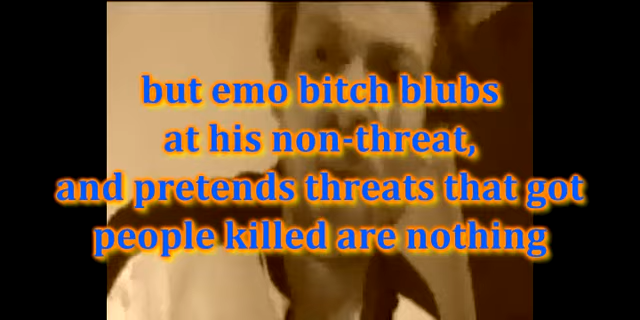 but emo bitch blubs
at his non-threat,
and pretends threats that got
people killed are nothing